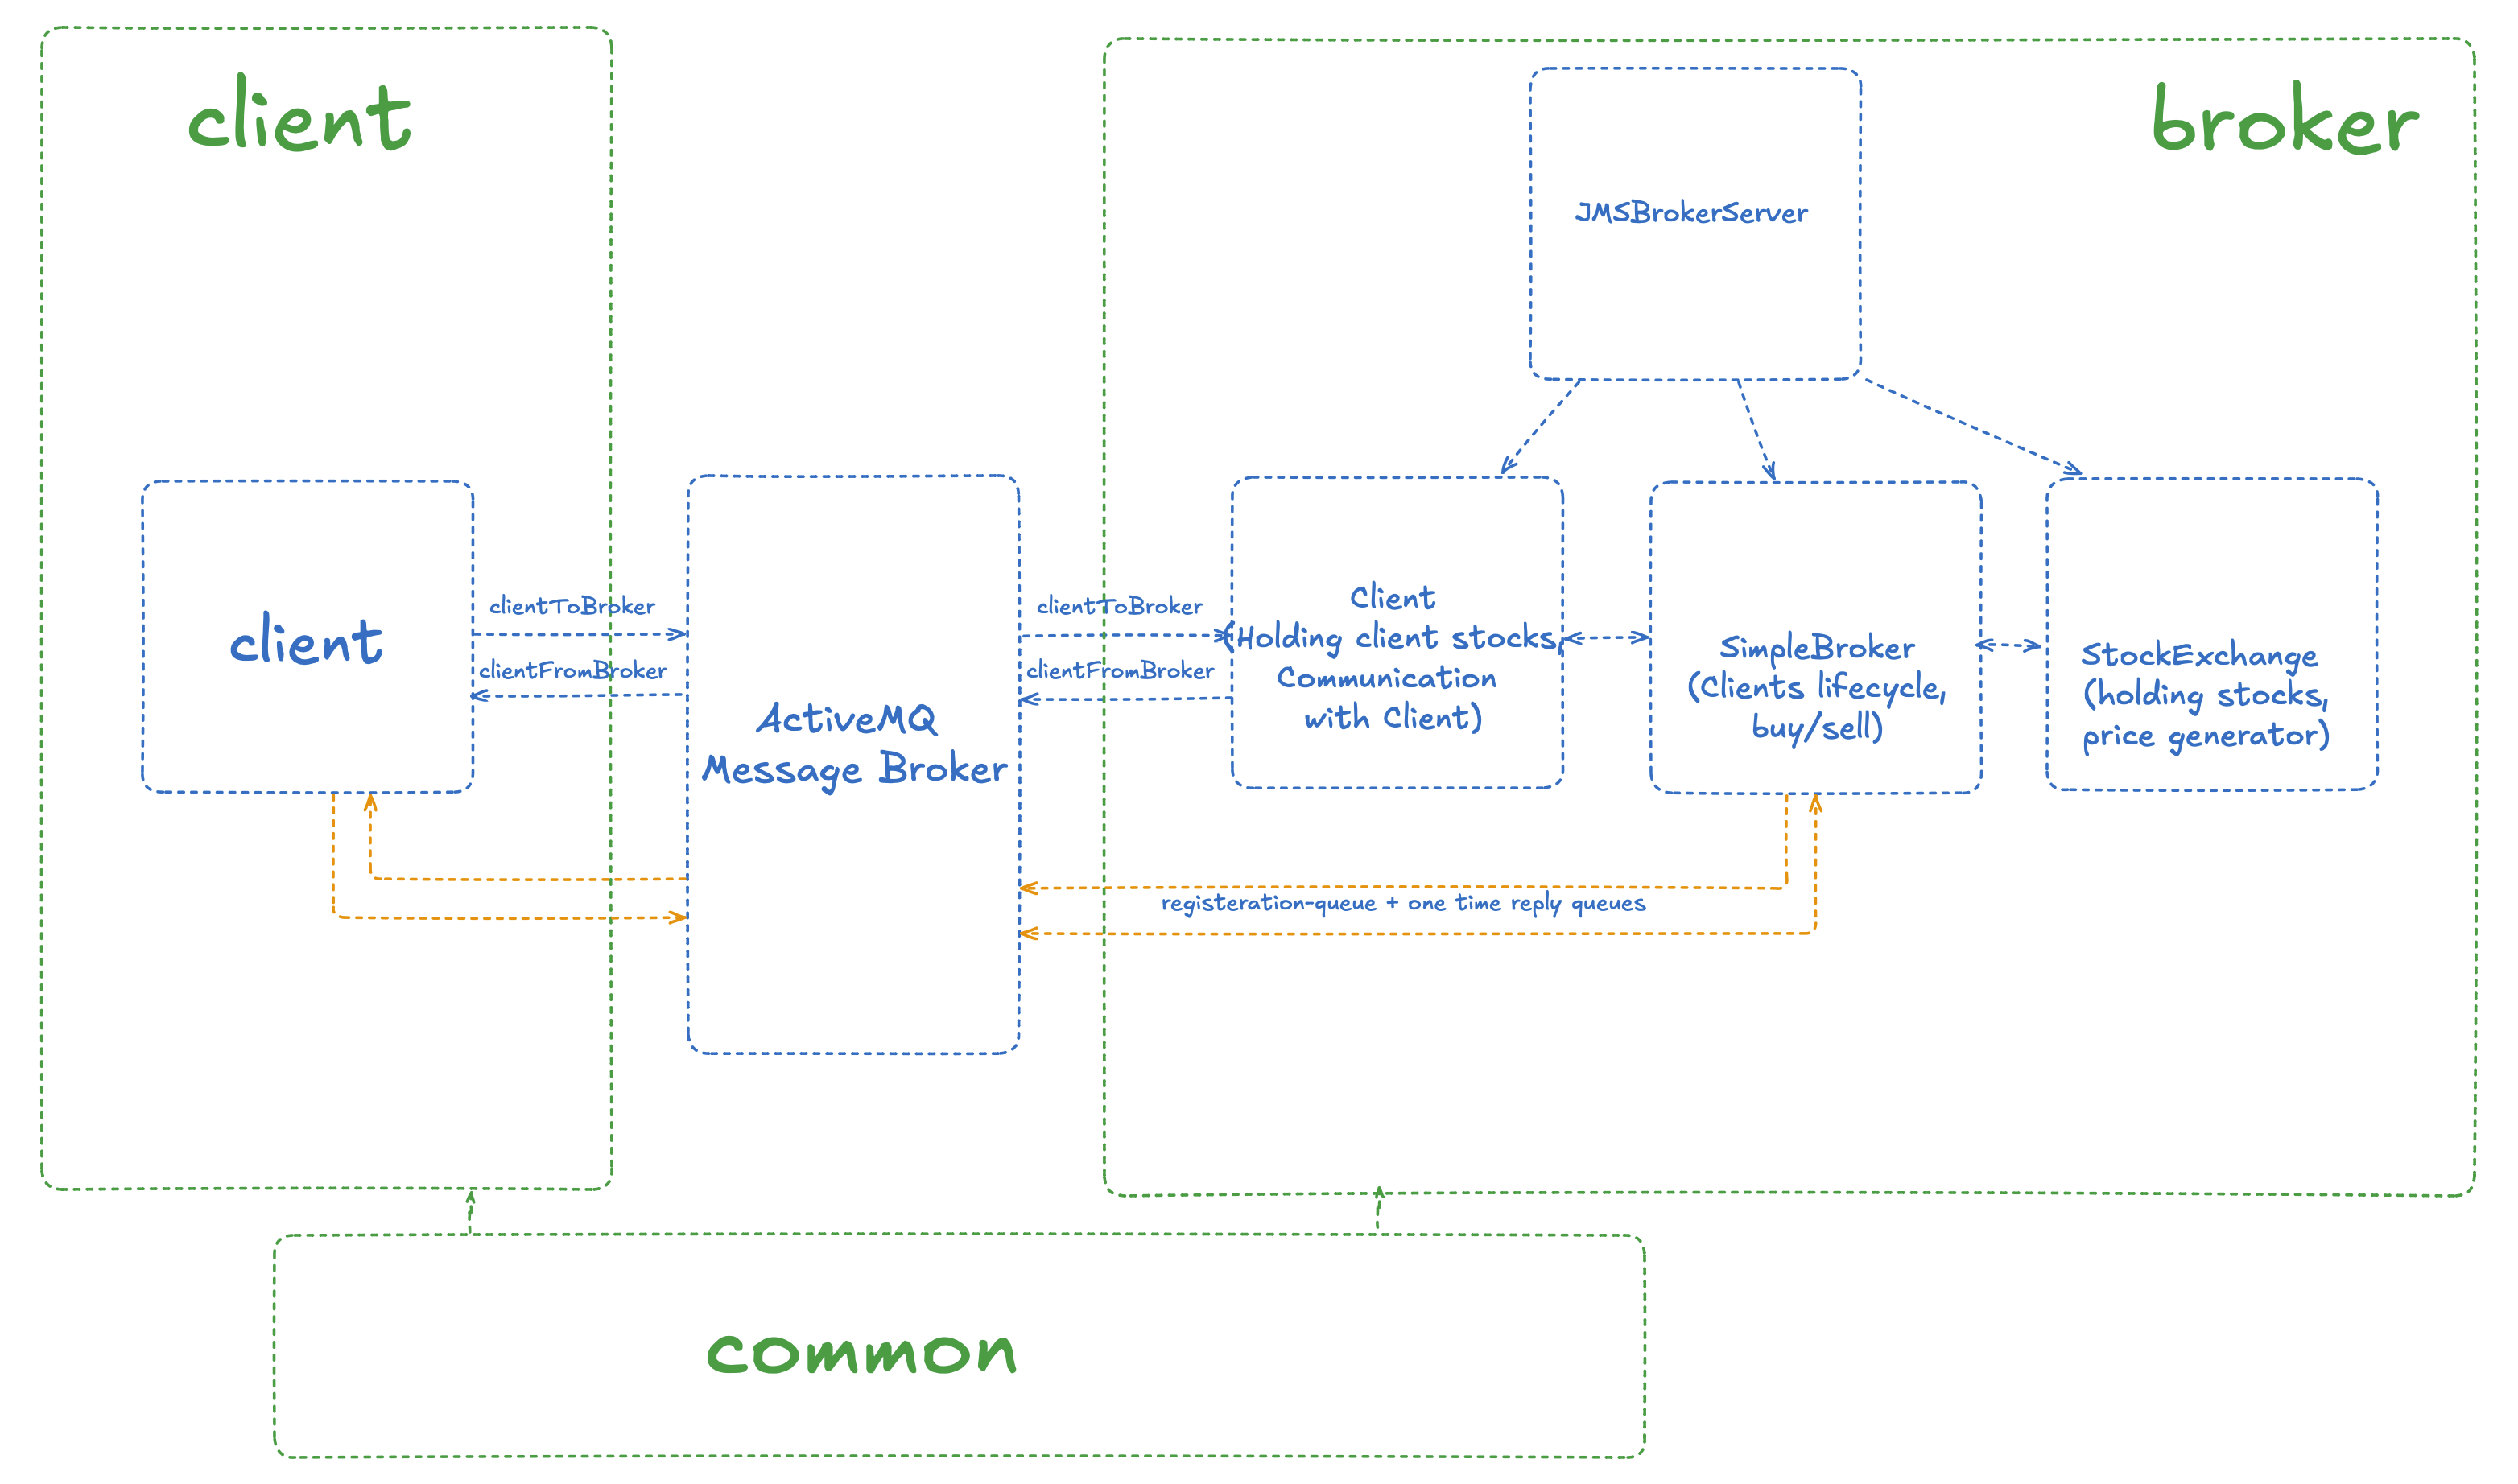 client
broker
JMSBrokerServer
client
clientToBroker
clientFromBroker
ActiveMQ
Message Broker
clientToBroker
clientFromBroker
Client
(Holding client stocks,
Communication
with Client)
SimpleBroker
(Clients lifecycle,
buy/sell)
StockExchange
(holding stocks,
price generator)
registeration-queue + one time reply queues
common